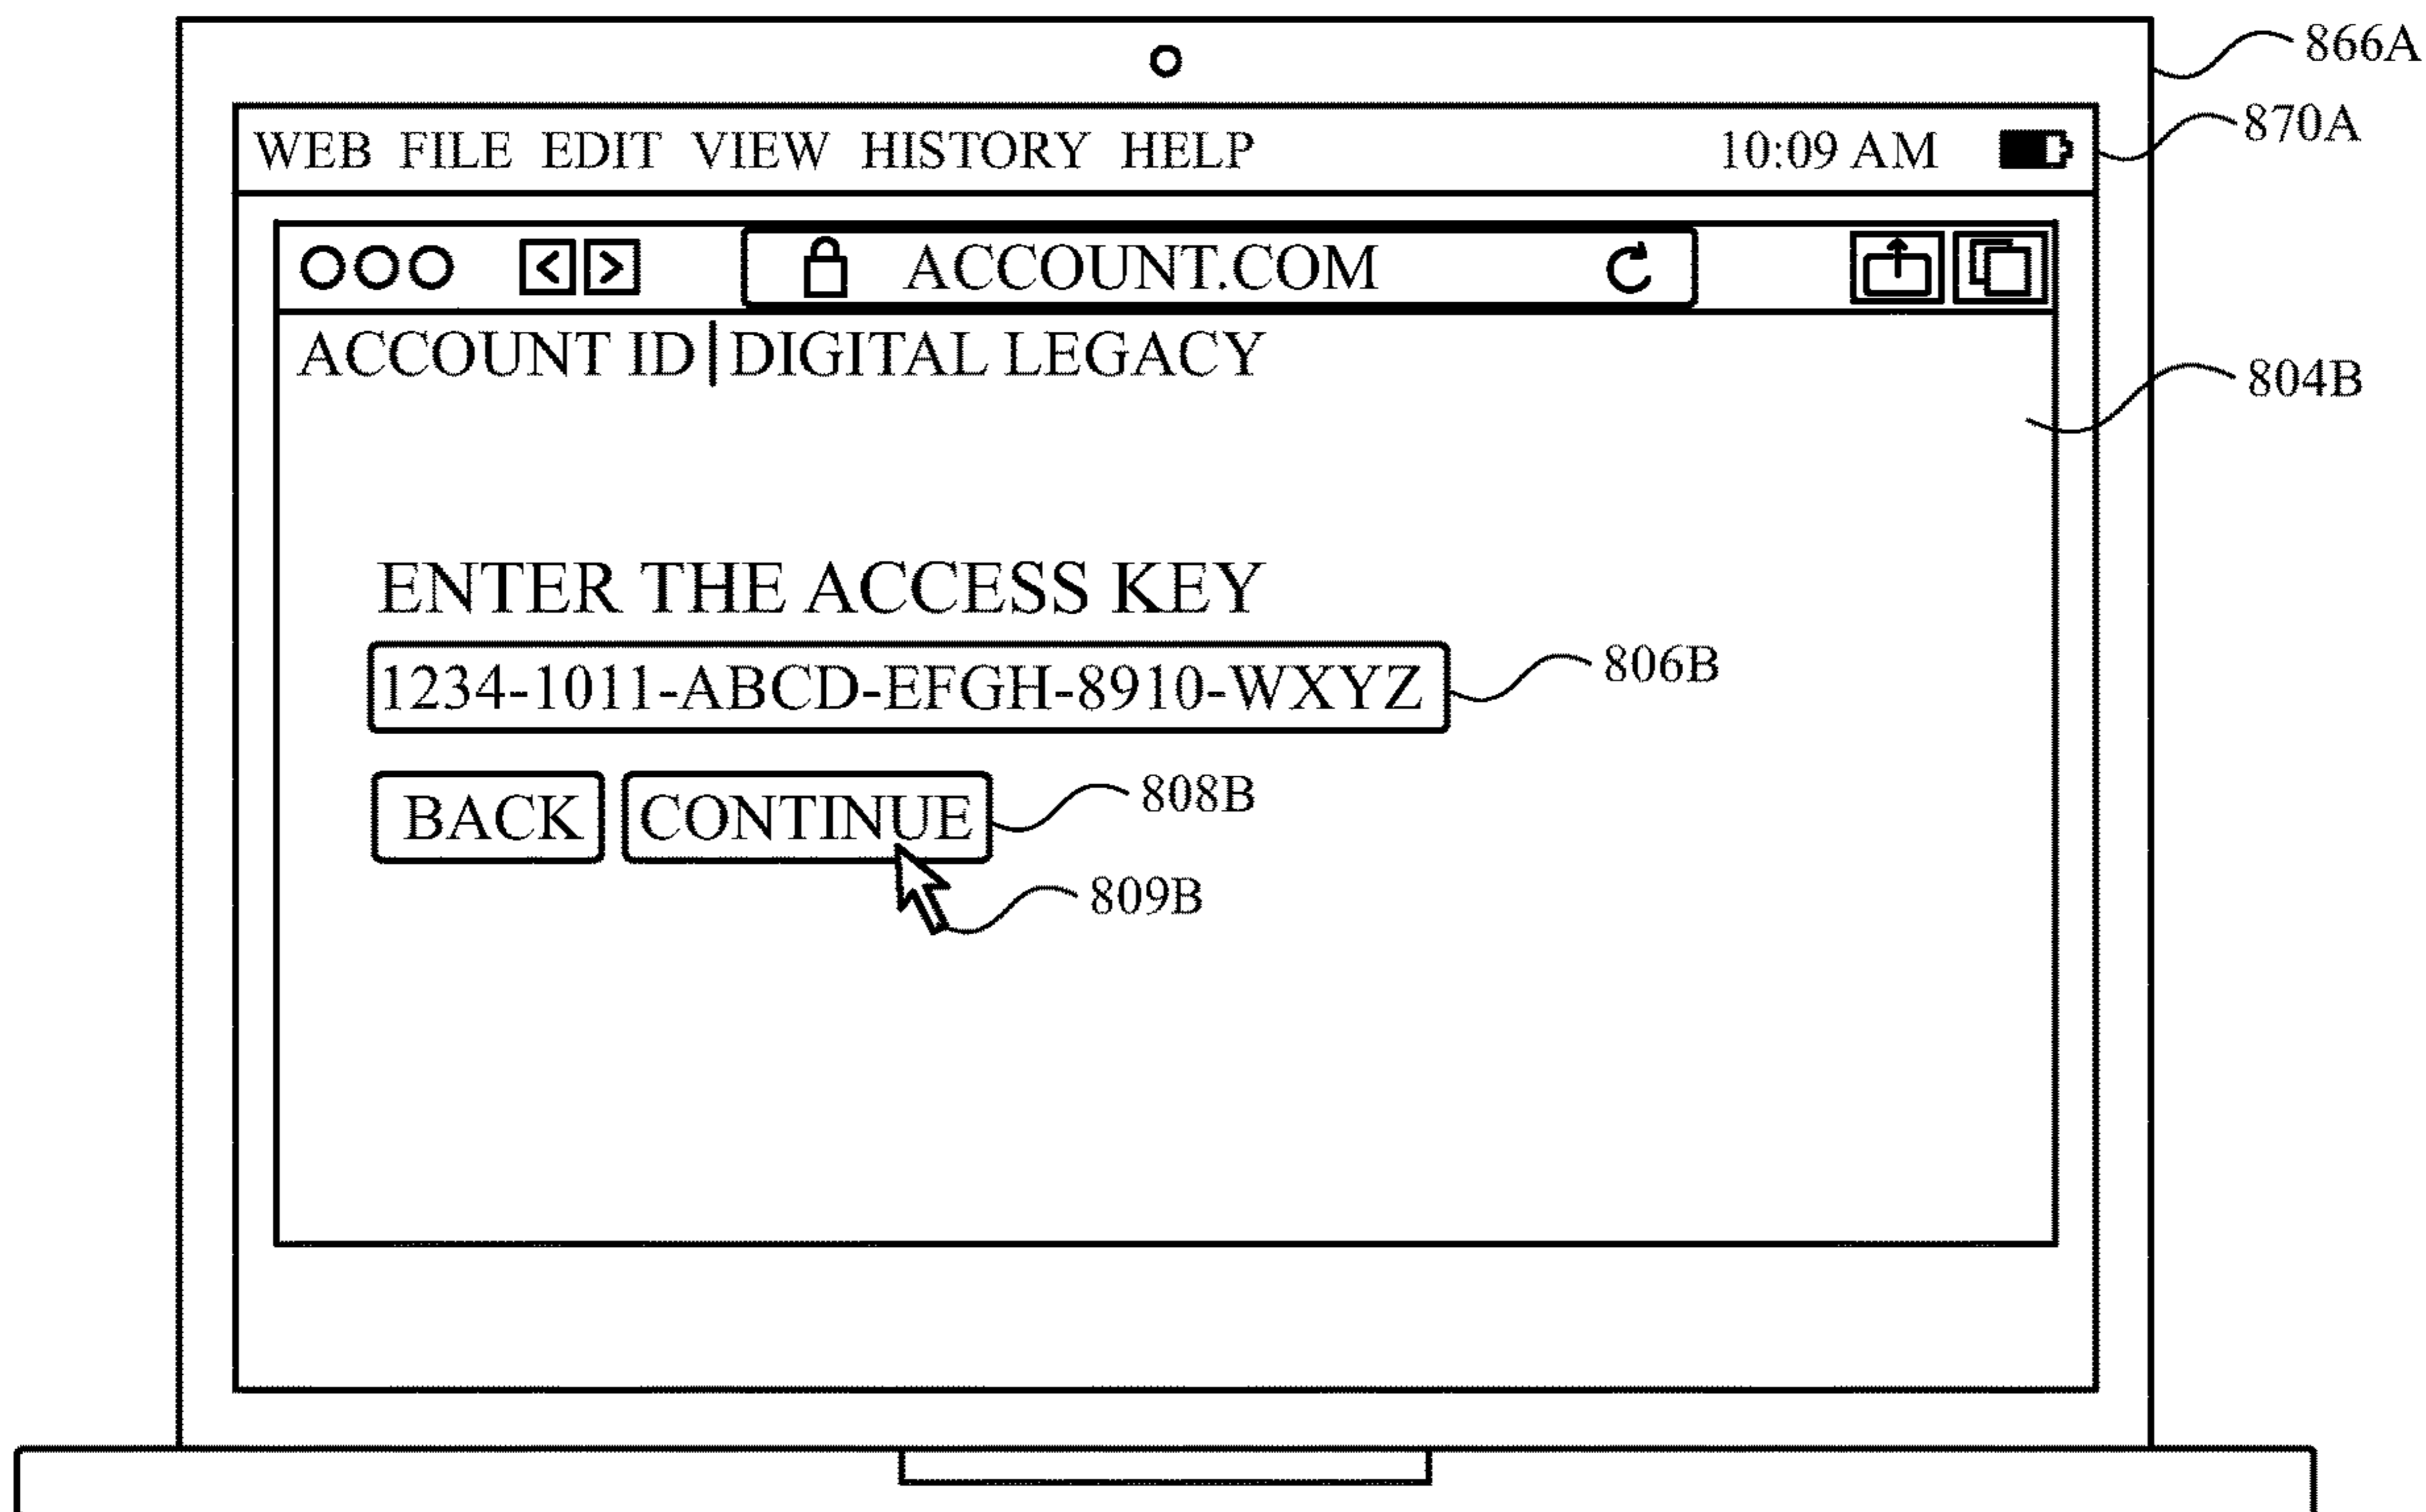 866A
WEB FILE EDIT VIEW HISTORY HELP 10:09 AM 870A
ACCOUNT.COM
ACCOUNT ID | DIGITAL LEGACY
804B
ENTER THE ACCESS KEY
1234-1011-ABCD-EFGH-8910-WXYZ 806B
BACK CONTINUE 808B
809B